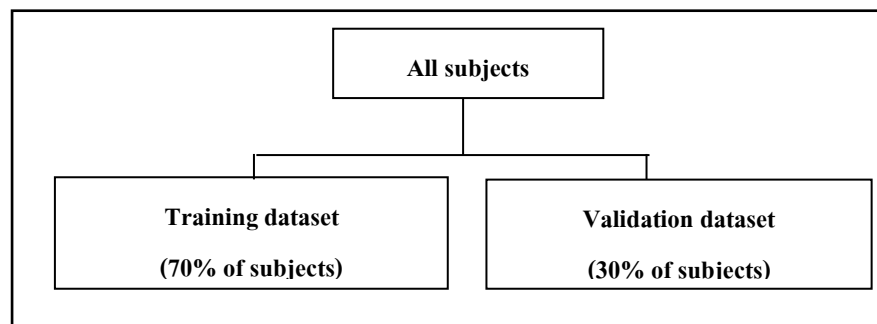 All subjects
Training dataset
(70% of subjects)
Validation dataset
(30% of subjects)